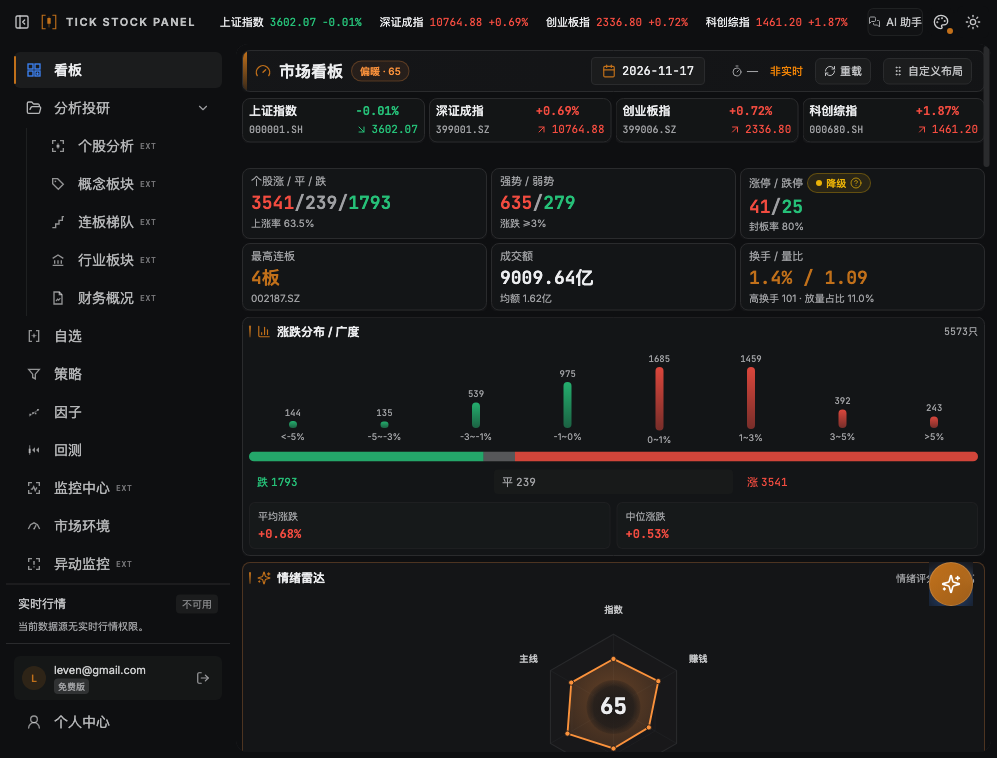 TICK STOCK PANEL
上证指数 3602.07 -0.01% 深证成指 10764.88 +0.69% 创业板指 2336.80 +0.72% 科创综指 1461.20 +1.87%
AI 助手
看板
分析投研
个股分析 EXT
概念板块 EXT
连板梯队 EXT
行业板块 EXT
财务概况 EXT
自选
策略
因子
回测
监控中心 EXT
市场环境
异动监控 EXT
实时行情 不可用
当前数据源无实时行情权限。
L
leven@gmail.com
免费版
个人中心
市场看板 偏暖 · 65
2026-11-17
— 非实时
重载
自定义布局
上证指数 -0.01%
000001.SH ↘ 3602.07
深证成指 +0.69%
399001.SZ ↗ 10764.88
创业板指 +0.72%
399006.SZ ↗ 2336.80
科创综指 +1.87%
000680.SH ↗ 1461.20
个股涨 / 平 / 跌
3541/239/1793
上涨率 63.5%
强势 / 弱势
635/279
涨跌 ≥3%
涨停 / 跌停 降级 ?
41/25
封板率 80%
最高连板
4板
002187.SZ
成交额
9009.64亿
均额 1.62亿
换手 / 量比
1.4% / 1.09
高换手 101 · 放量占比 11.0%
涨跌分布 / 广度 5573只
144 135 539 975 1685 1459 392 243
<-5% -5~-3% -3~-1% -1~0% 0~1% 1~3% 3~5% >5%
跌 1793 平 239 涨 3541
平均涨跌
+0.68%
中位涨跌
+0.53%
情绪雷达
情绪评
指数
主线 赚钱
65